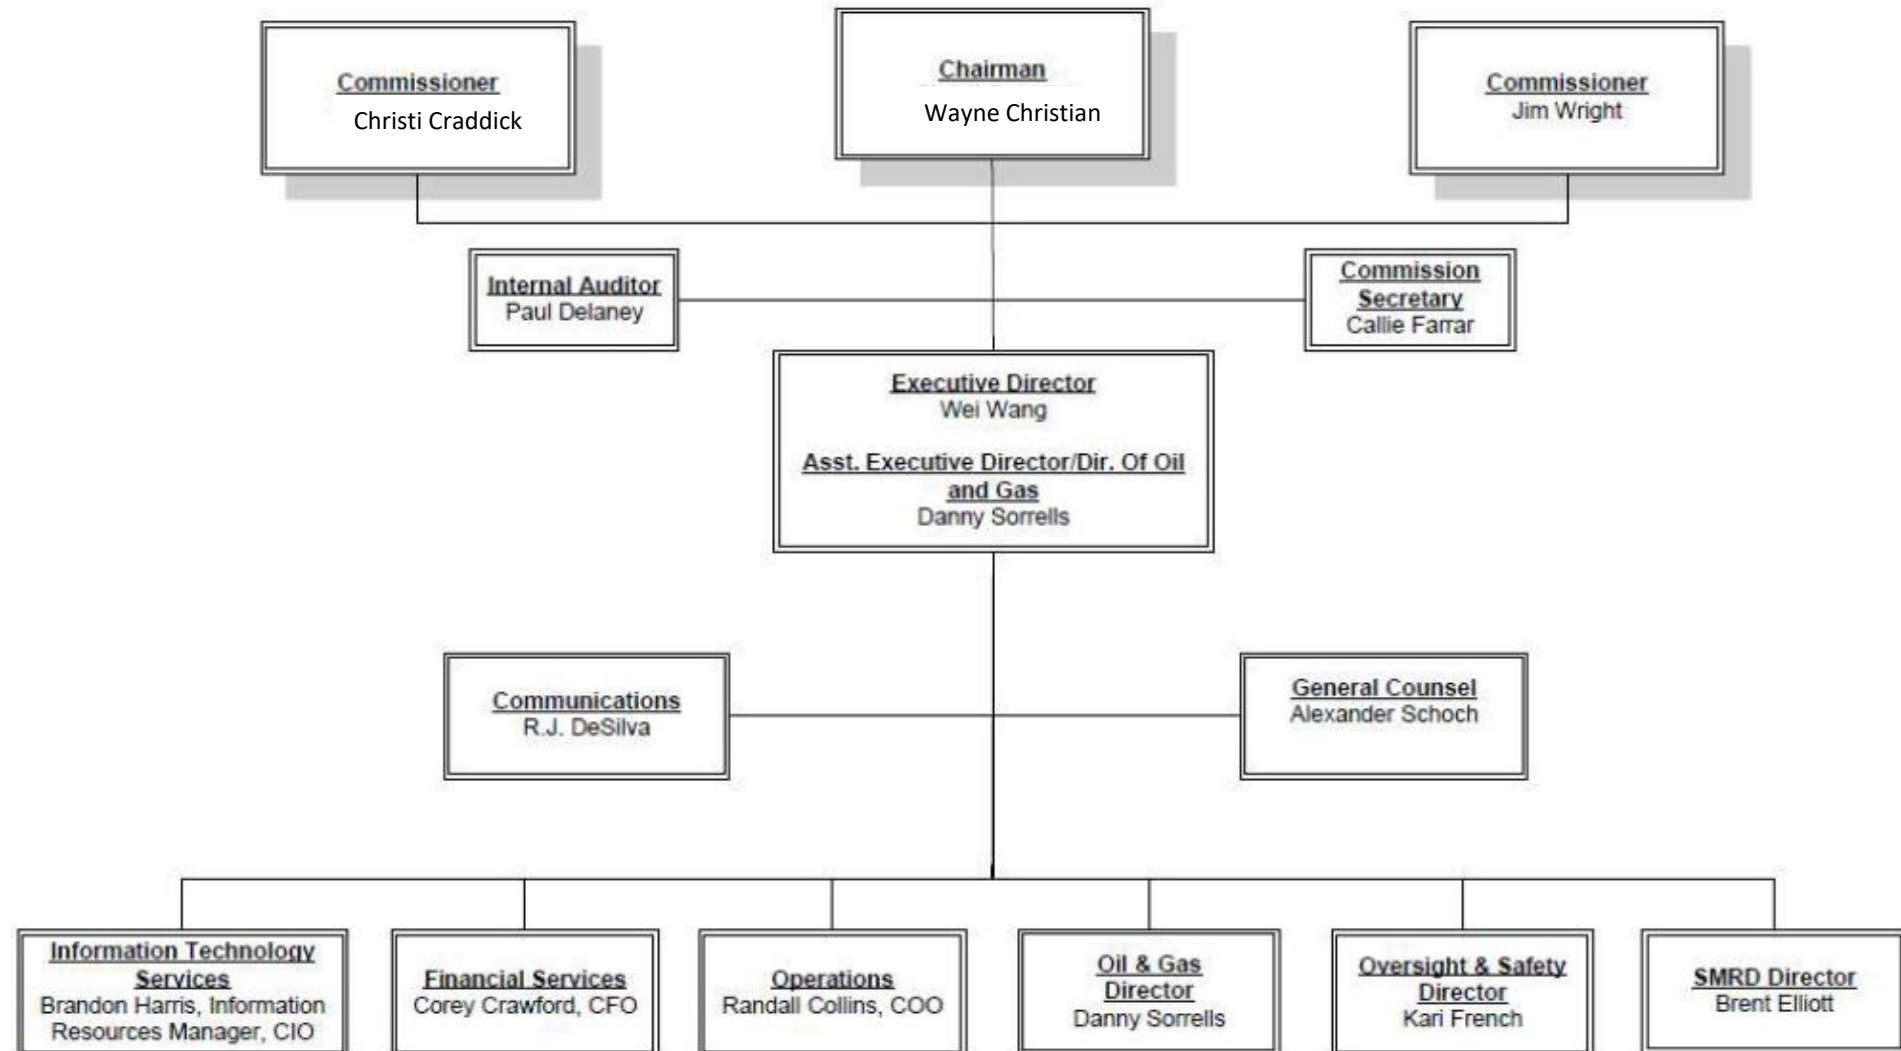 Commissioner
Christi Craddick
Chairman
Wayne Christian
Commissioner
Jim Wright
Internal Auditor
Paul Delaney
Commission
Secretary
Callie Farrar
Executive Director
Wei Wang
Asst. Executive Director/Dir. Of Oil
and Gas
Danny Sorrells
Communications
R.J. DeSilva
General Counsel
Alexander Schoch
Information Technology
Services
Brandon Harris, Information
Resources Manager, CIO
Financial Services
Corey Crawford, CFO
Operations
Randall Collins, COO
Oil & Gas
Director
Danny Sorrells
Oversight & Safety
Director
Kari French
SMRD Director
Brent Elliott